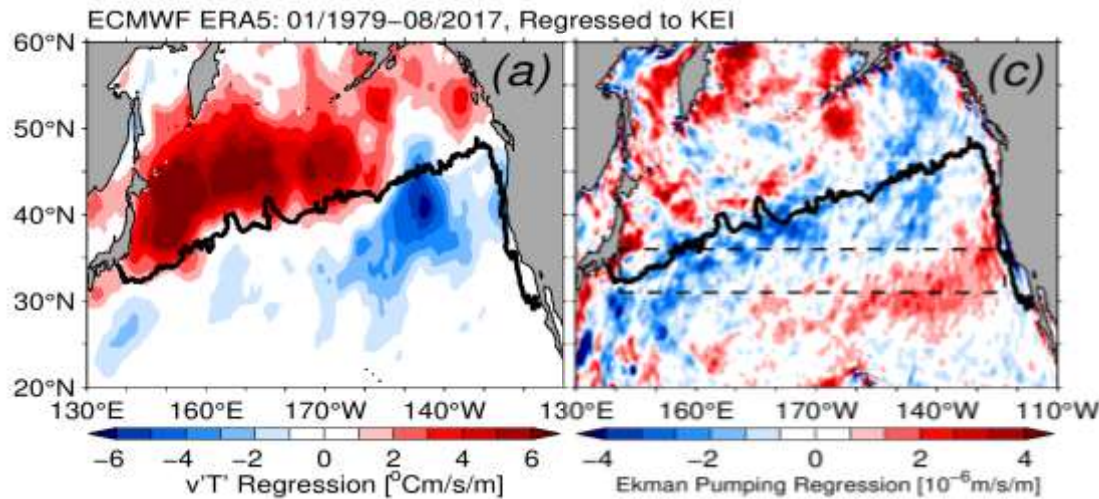 ECMWF ERA5: 01/1979–08/2017, Regressed to KEI
60°N
50°N
40°N
30°N
20°N
(a)
(c)
130°E 160°E 170°W 140°W 130°E 160°E 170°W 140°W 110°W
−6 −4 −2 0 2 4 6
v'T' Regression [°Cm/s/m]
−4 −2 0 2 4
Ekman Pumping Regression [10⁻⁶m/s/m]